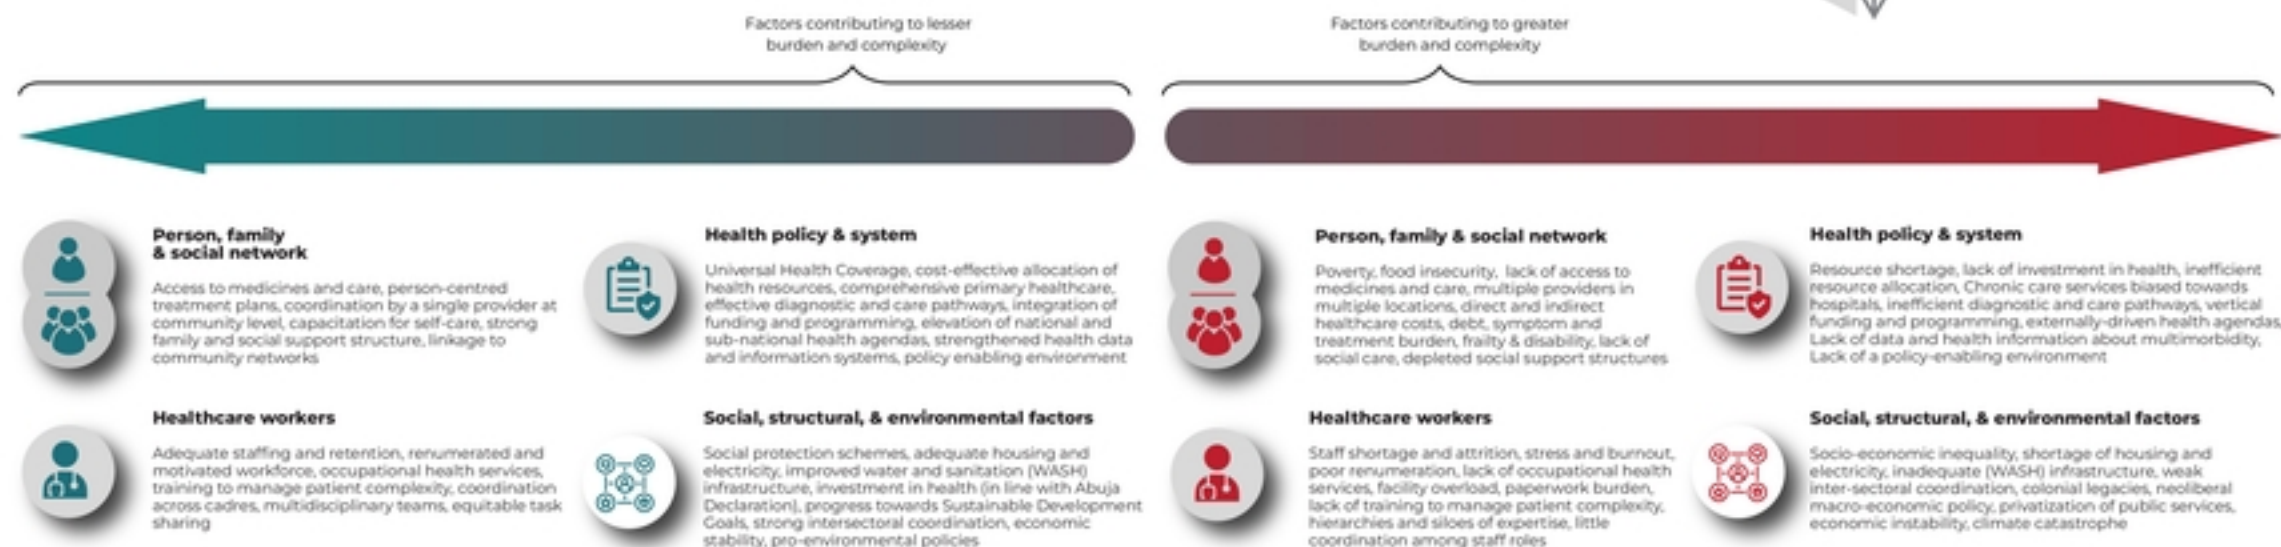 Factors contributing to lesser
burden and complexity
Factors contributing to greater
burden and complexity
Person, family
& social network
Access to medicines and care, person-centred
treatment plans, coordination by a single provider at
community level, capacitation for self-care, strong
family and social support structure, linkage to
community networks
Health policy & system
Universal Health Coverage, cost-effective allocation of
health resources, comprehensive primary healthcare,
effective diagnostic and care pathways, integration of
funding and programming, elevation of national and
sub-national health agendas, strengthened health data
and information systems, policy enabling environment
Person, family & social network
Poverty, food insecurity, lack of access to
medicines and care, multiple providers in
multiple locations, direct and indirect
healthcare costs, debt, symptom and
treatment burden, frailty & disability, lack of
social care, depleted social support structures
Health policy & system
Resource shortage, lack of investment in health, inefficient
resource allocation, Chronic care services biased towards
hospitals, inefficient diagnostic and care pathways, vertical
funding and programming, externally-driven health agendas,
Lack of data and health information about multimorbidity,
Lack of a policy-enabling environment
Healthcare workers
Adequate staffing and retention, renumerated and
motivated workforce, occupational health services,
training to manage patient complexity, coordination
across cadres, multidisciplinary teams, equitable task
sharing
Social, structural, & environmental factors
Social protection schemes, adequate housing and
electricity, improved water and sanitation (WASH)
infrastructure, investment in health (in line with Abuja
Declaration), progress towards Sustainable Development
Goals, strong intersectoral coordination, economic
stability, pro-environmental policies
Healthcare workers
Staff shortage and attrition, stress and burnout,
poor renumeration, lack of occupational health
services, facility overload, paperwork burden,
lack of training to manage patient complexity,
hierarchies and siloes of expertise, little
coordination among staff roles
Social, structural, & environmental factors
Socio-economic inequality, shortage of housing and
electricity, inadequate (WASH) infrastructure, weak
inter-sectoral coordination, colonial legacies, neoliberal
macro-economic policy, privatization of public services,
economic instability, climate catastrophe